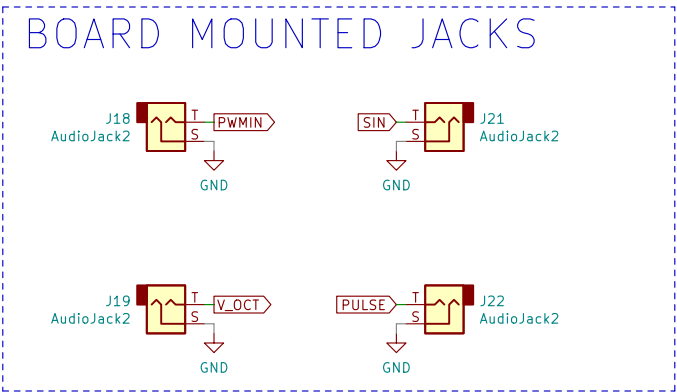 BOARD MOUNTED JACKS
J18
AudioJack2
T
S
PWMIN
GND
SIN
T
S
J21
AudioJack2
GND
J19
AudioJack2
T
S
V_OCT
GND
PULSE
T
S
J22
AudioJack2
GND